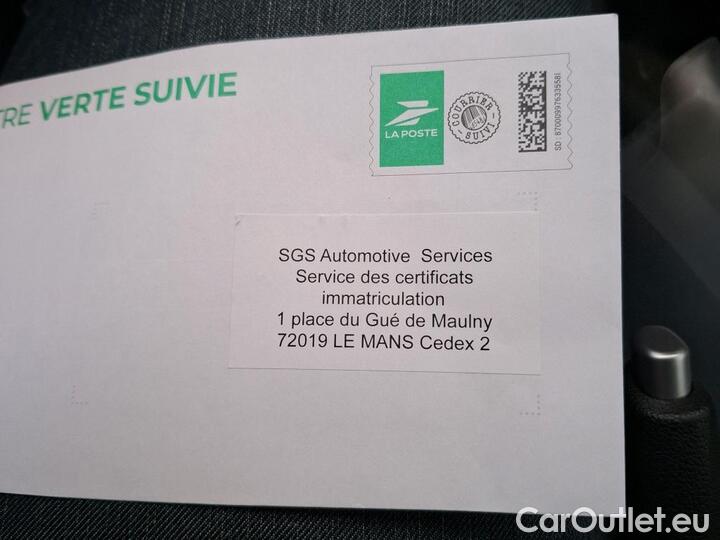 TRE VERTE SUIVIE
LA POSTE
COURRIER
SUIVI
SGS Automotive Services
Service des certificats
immatriculation
1 place du Gué de Maulny
72019 LE MANS Cedex 2
CarOutlet.eu